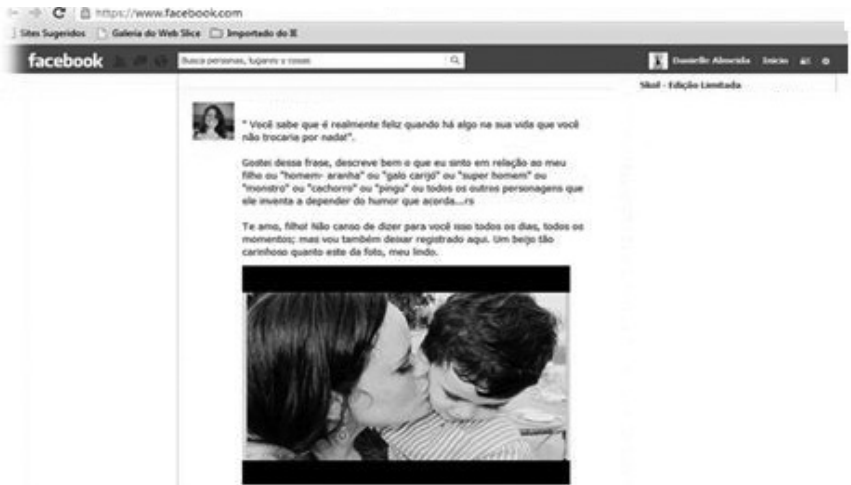 https://www.facebook.com
Sites Sugeridos Galeria do Web Slice Importado do IE
facebook Busca personas, lugares y cosas Danielle Almeida Início
Skol - Edição Limitada
" Você sabe que é realmente feliz quando há algo na sua vida que você
não trocaria por nada!".
Gostei dessa frase, descreve bem o que eu sinto em relação ao meu
filho ou "homem- aranha" ou "galo carijó" ou "super homem" ou
"monstro" ou "cachorro" ou "pingu" ou todos os outros personagens que
ele inventa a depender do humor que acorda...rs
Te amo, filho! Não canso de dizer para você isso todos os dias, todos os
momentos; mas vou também deixar registrado aqui. Um beijo tão
carinhoso quanto este da foto, meu lindo.